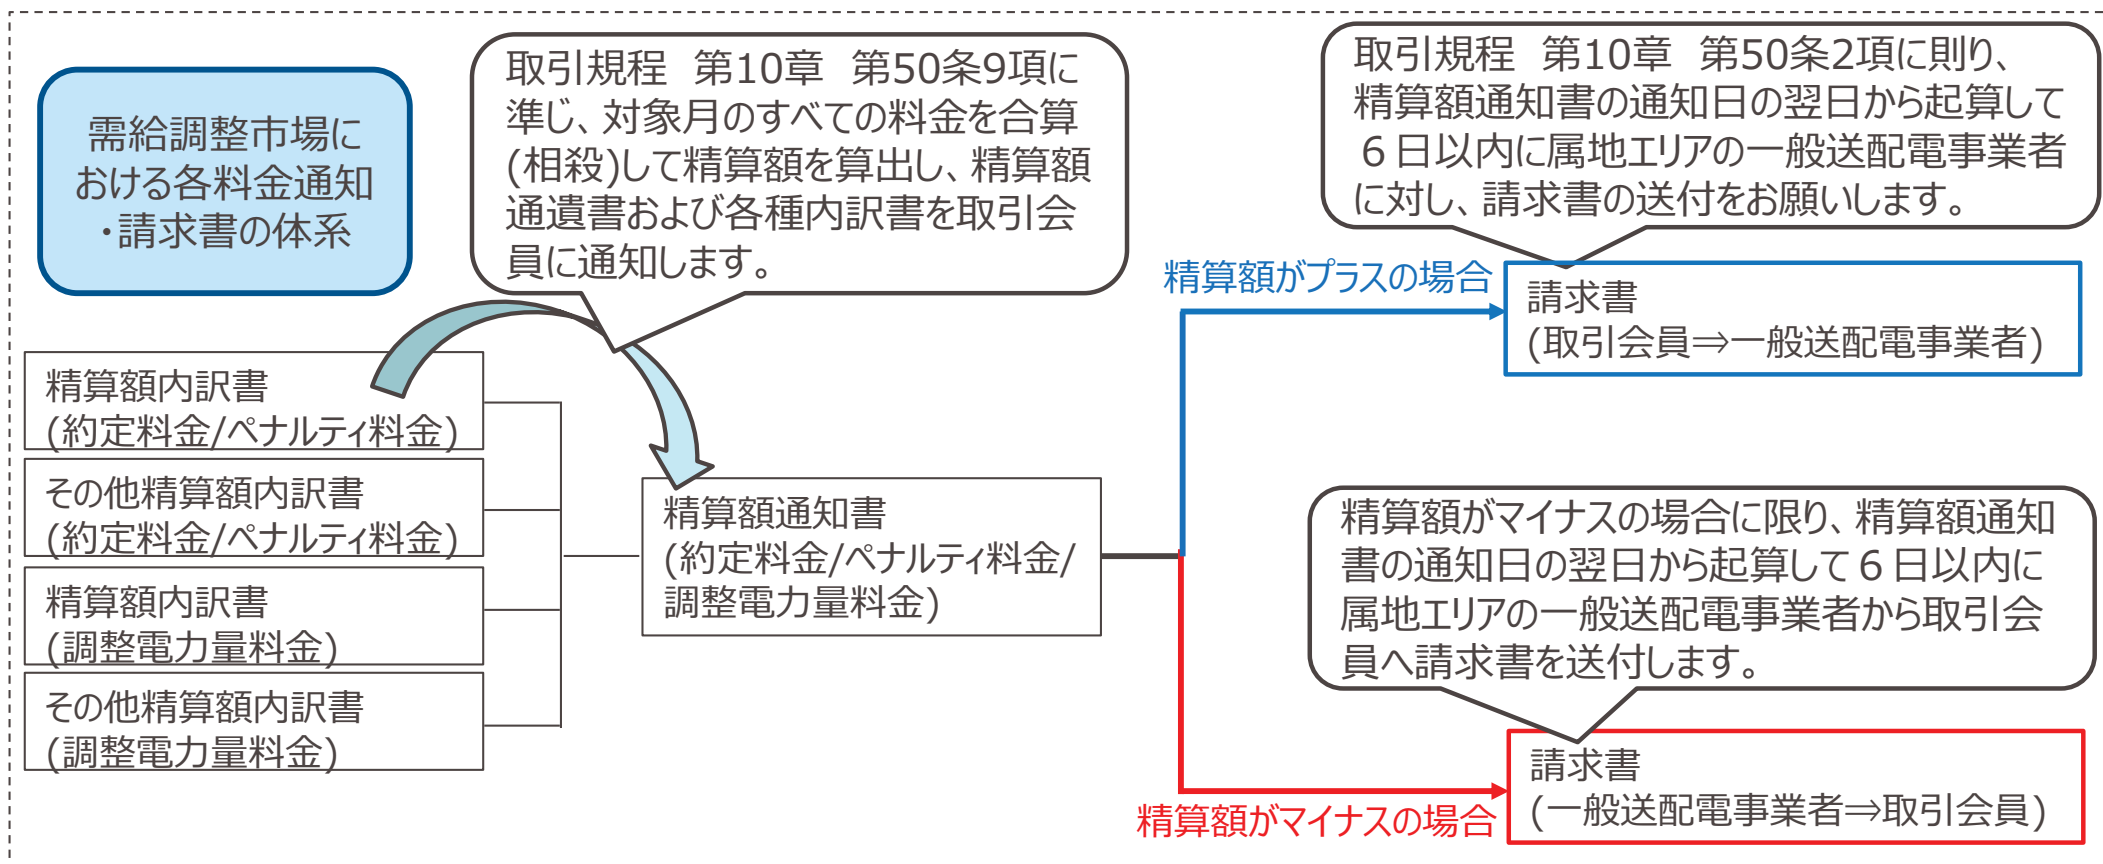 需給調整市場に
おける各料金通知
・請求書の体系
取引規程　第10章　第50条9項に
準じ、対象月のすべての料金を合算
(相殺)して精算額を算出し、精算額
通遺書および各種内訳書を取引会
員に通知します。
取引規程　第10章　第50条2項に則り、
精算額通知書の通知日の翌日から起算して
６日以内に属地エリアの一般送配電事業者
に対し、請求書の送付をお願いします。
精算額がプラスの場合
請求書
(取引会員⇒一般送配電事業者)
精算額内訳書
(約定料金/ペナルティ料金)
その他精算額内訳書
(約定料金/ペナルティ料金)
精算額内訳書
(調整電力量料金)
その他精算額内訳書
(調整電力量料金)
精算額通知書
(約定料金/ペナルティ料金/
調整電力量料金)
精算額がマイナスの場合に限り、精算額通知
書の通知日の翌日から起算して６日以内に
属地エリアの一般送配電事業者から取引会
員へ請求書を送付します。
精算額がマイナスの場合
請求書
(一般送配電事業者⇒取引会員)